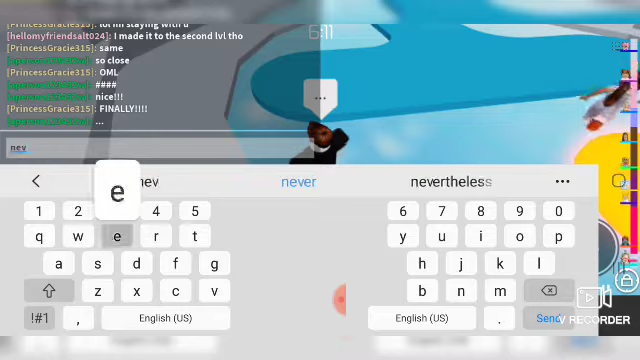 [PrincessGracie315]: lol im staying with u
[hellomyfriendsalt024]: I made it to the second lvl tho
[PrincessGracie315]: same
so close
[PrincessGracie315]: OML
####
nice!!!
[PrincessGracie315]: FINALLY!!!!
...
6:11
...
nev
e
nev never nevertheless ...
1 2 4 5 6 7 8 9 0
q w e r t y u i o p
a s d f g h j k l
z x c v b n m
!#1 , English (US) English (US) . Send
V RECORDER